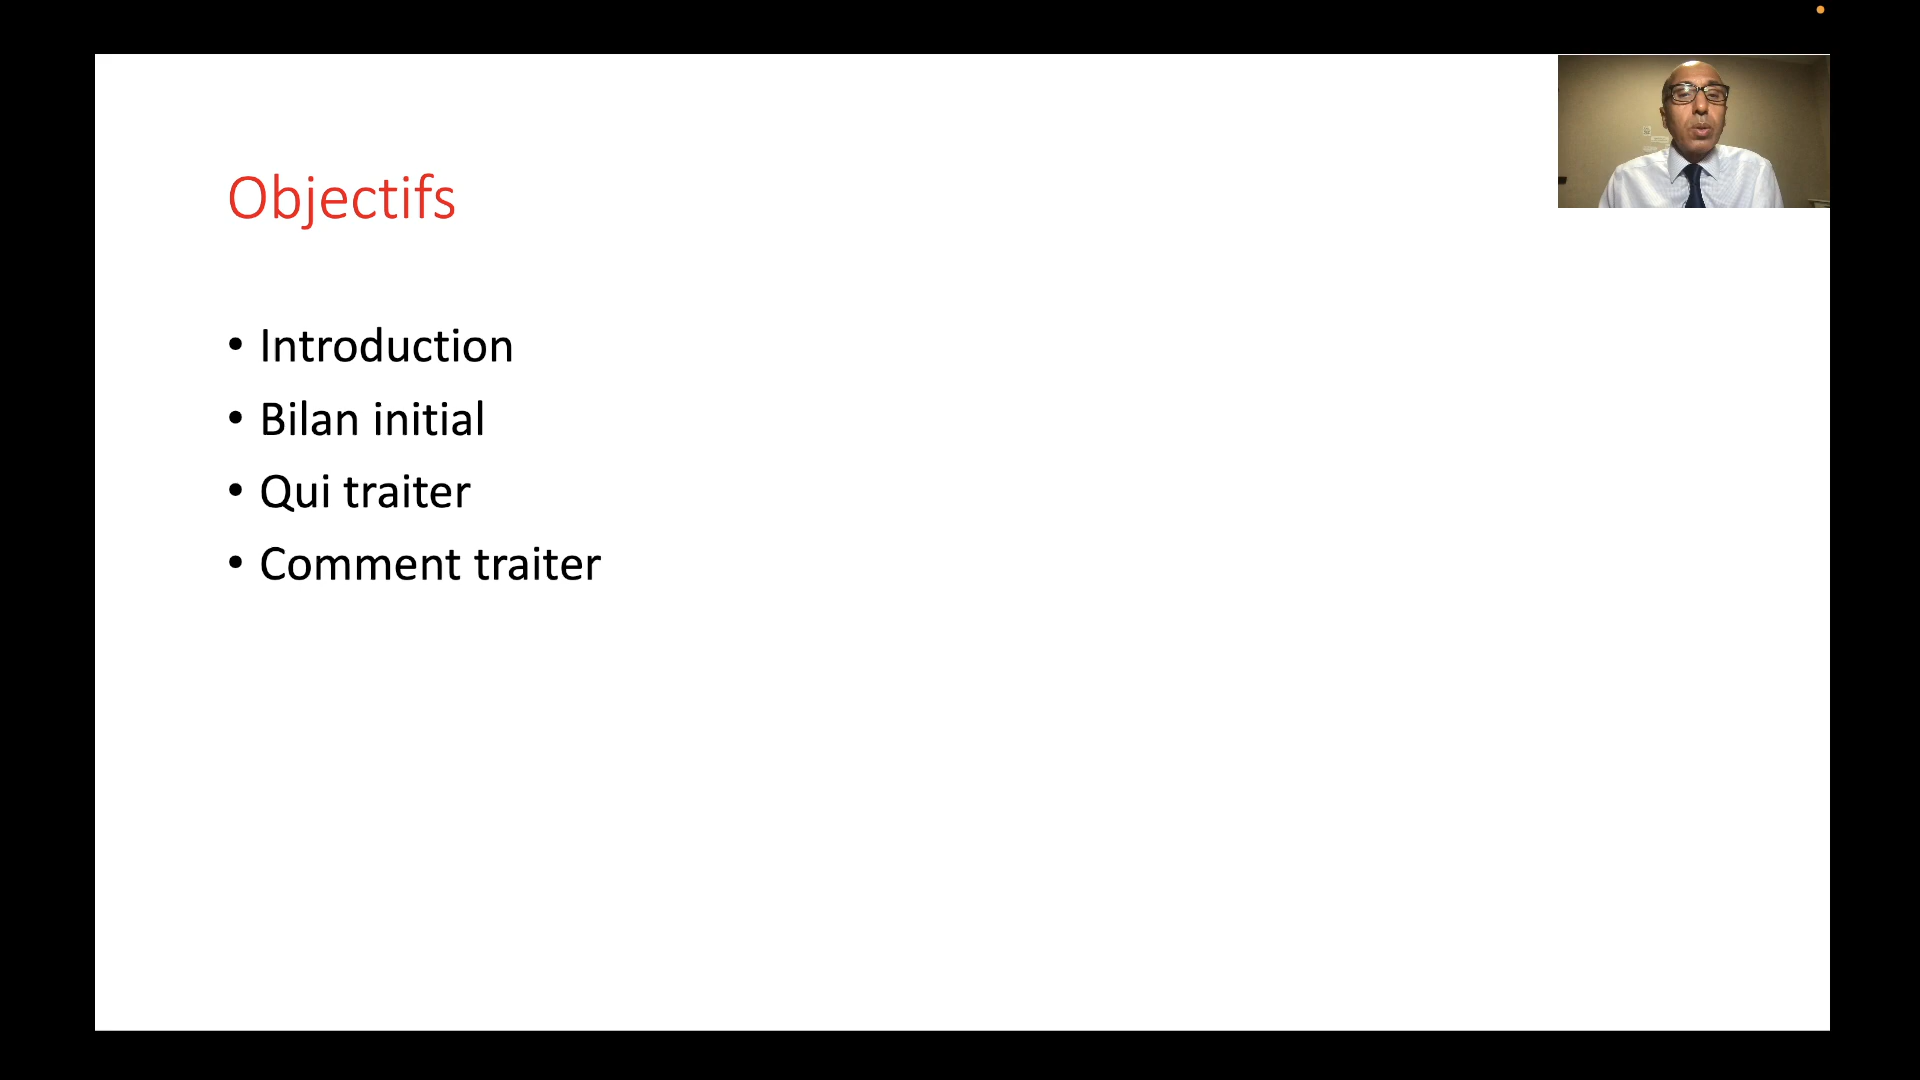 Objectifs
• Introduction
• Bilan initial
• Qui traiter
• Comment traiter